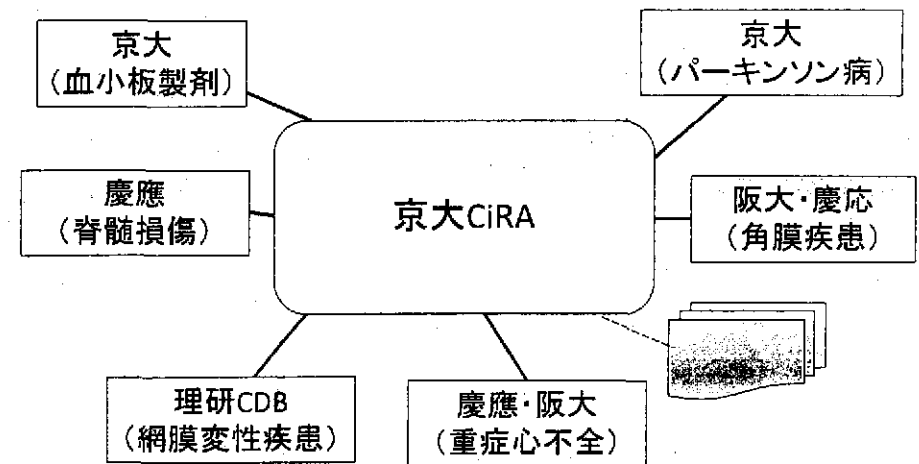 京大
(血小板製剤)
京大
(パーキンソン病)
慶應
(脊髄損傷)
京大CiRA
阪大・慶応
(角膜疾患)
理研CDB
(網膜変性疾患)
慶應・阪大
(重症心不全)